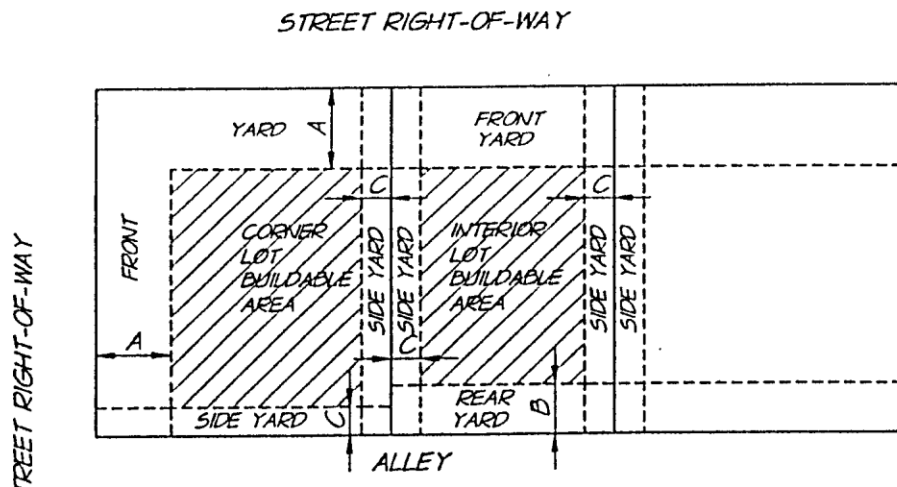 STREET RIGHT-OF-WAY
YARD
A
FRONT
YARD
C
C
CORNER
LOT
BUILDABLE
AREA
SIDE YARD
SIDE YARD
INTERIOR
LOT
BUILDABLE
AREA
SIDE YARD
SIDE YARD
FRONT
A
C
STREET RIGHT-OF-WAY
SIDE YARD
C
REAR
YARD
B
ALLEY